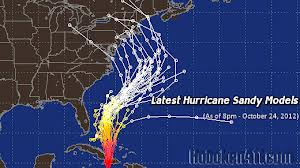 Latest Hurricane Sandy Models
(As of 8pm - October 24, 2012)
Hoboken411.com